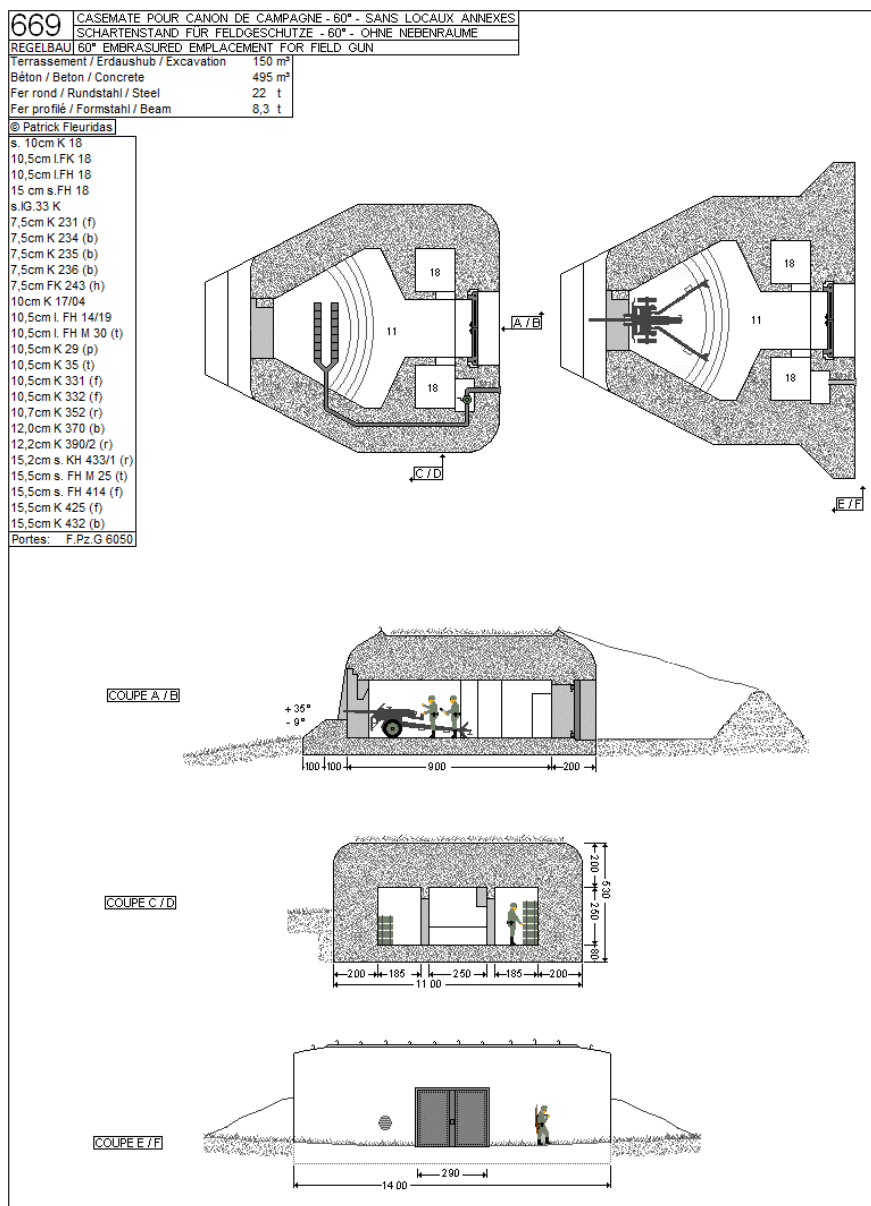 669
CASEMATE POUR CANON DE CAMPAGNE - 60° - SANS LOCAUX ANNEXES
SCHARTENSTAND FÜR FELDGESCHUTZE - 60° - OHNE NEBENRAUME
REGELBAU 60° EMBRASURED EMPLACEMENT FOR FIELD GUN
Terrassement / Erdaushub / Excavation 150 m³
Béton / Beton / Concrete 495 m³
Fer rond / Rundstahl / Steel 22 t
Fer profilé / Formstahl / Beam 8,3 t
© Patrick Fleuridas
s. 10cm K 18
10,5cm l.FK 18
10,5cm l.FH 18
15 cm s.FH 18
s.IG.33 K
7,5cm K 231 (f)
7,5cm K 234 (b)
7,5cm K 235 (b)
7,5cm K 236 (b)
7,5cm FK 243 (h)
10cm K 17/04
10,5cm l. FH 14/19
10,5cm l. FH M 30 (t)
10,5cm K 29 (p)
10,5cm K 35 (t)
10,5cm K 331 (f)
10,5cm K 332 (f)
10,7cm K 352 (r)
12,0cm K 370 (b)
12,2cm K 390/2 (r)
15,2cm s. KH 433/1 (r)
15,5cm s. FH M 25 (t)
15,5cm s. FH 414 (f)
15,5cm K 425 (f)
15,5cm K 432 (b)
Portes: F.Pz.G 6050
18
11
18
A / B
C / D
18
11
18
E / F
COUPE A / B
+ 35°
- 9°
100 100 900 200
COUPE C / D
200
250
80
530
200 185 250 185 200
11 00
COUPE E / F
290
14 00